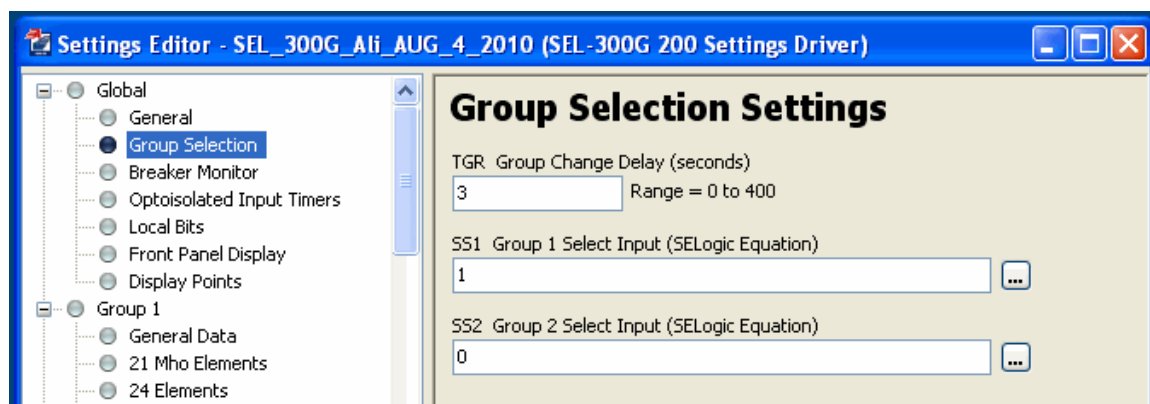 Settings Editor - SEL_300G_Ali_AUG_4_2010 (SEL-300G 200 Settings Driver)
Global
General
Group Selection
Breaker Monitor
Optoisolated Input Timers
Local Bits
Front Panel Display
Display Points
Group 1
General Data
21 Mho Elements
24 Elements
Group Selection Settings
TGR Group Change Delay (seconds)
3 Range = 0 to 400
SS1 Group 1 Select Input (SELogic Equation)
1 ...
SS2 Group 2 Select Input (SELogic Equation)
0 ...